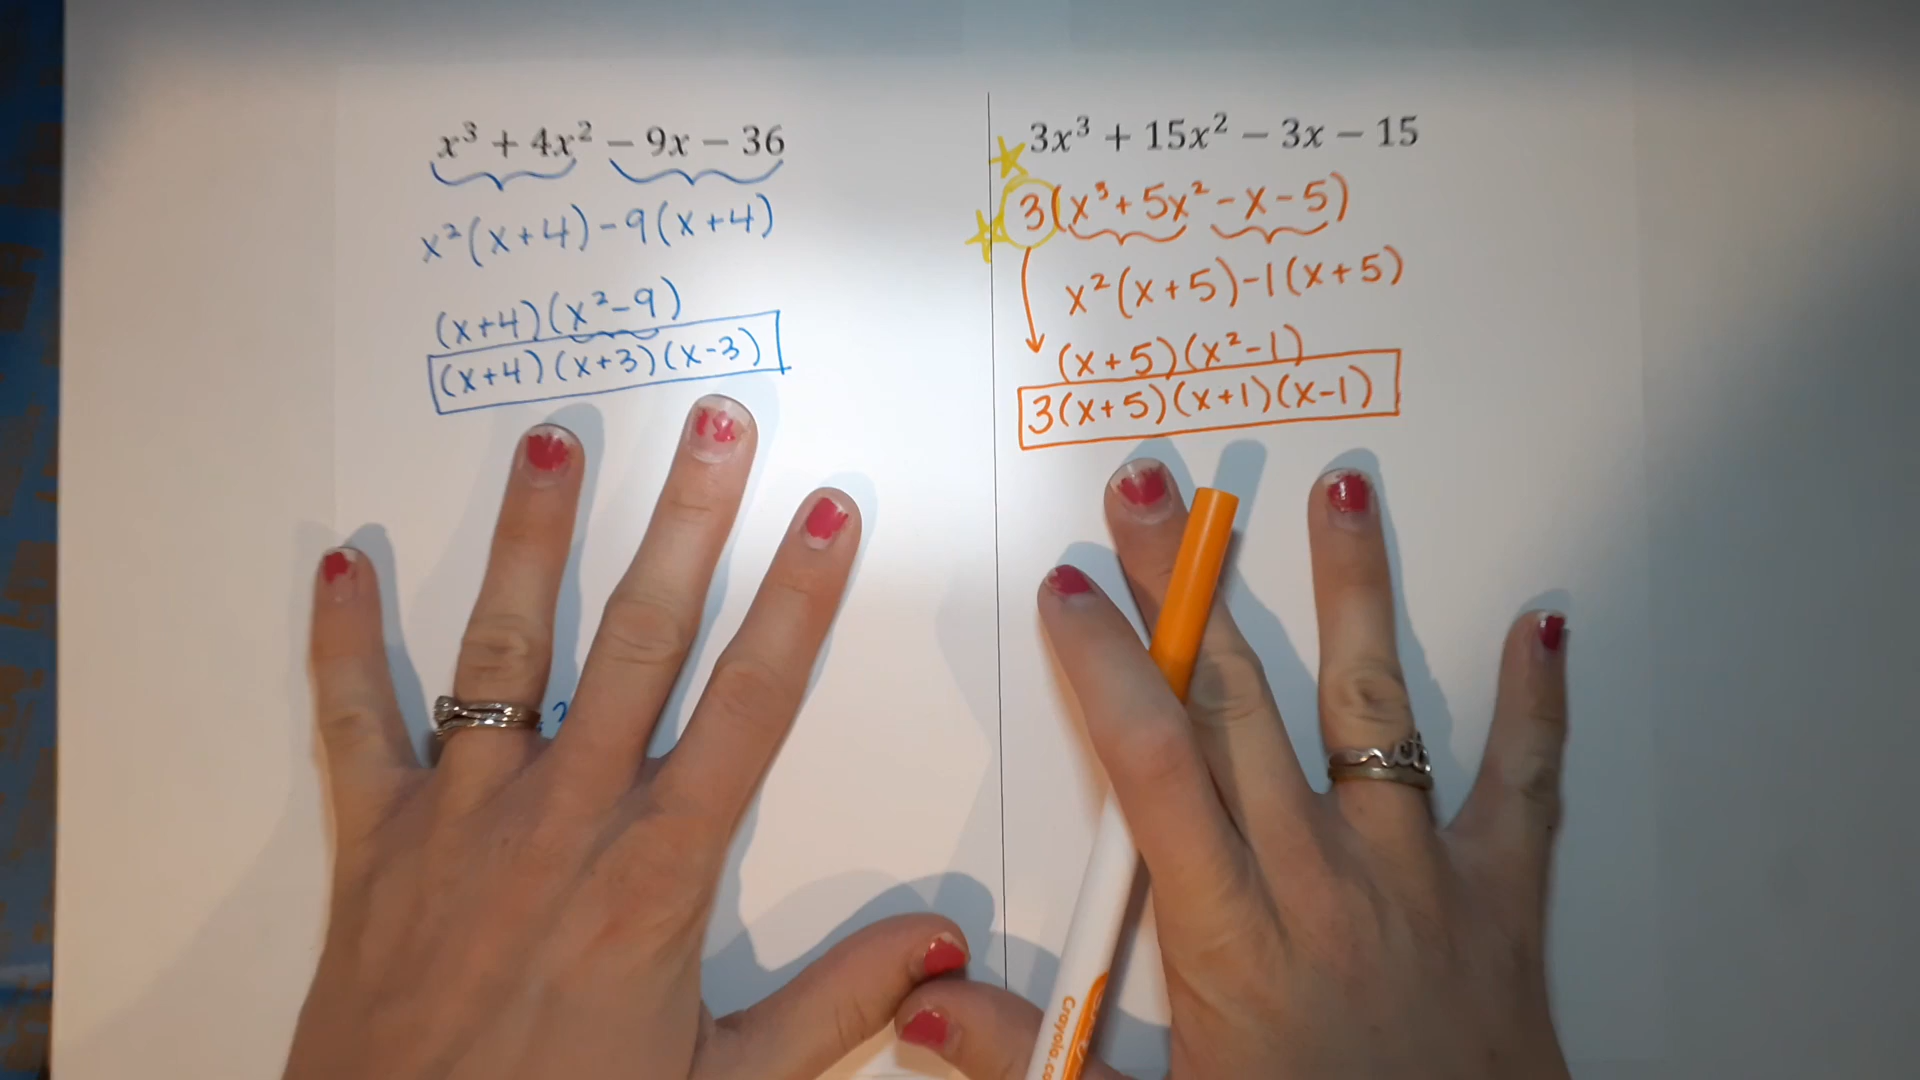 x³ + 4x² − 9x − 36
x²(x+4)-9(x+4)
(x+4)(x²-9)
(x+4)(x+3)(x-3)
3x³ + 15x² − 3x − 15
3(x³+5x²-x-5)
x²(x+5)-1(x+5)
(x+5)(x²-1)
3(x+5)(x+1)(x-1)
Crayola.co